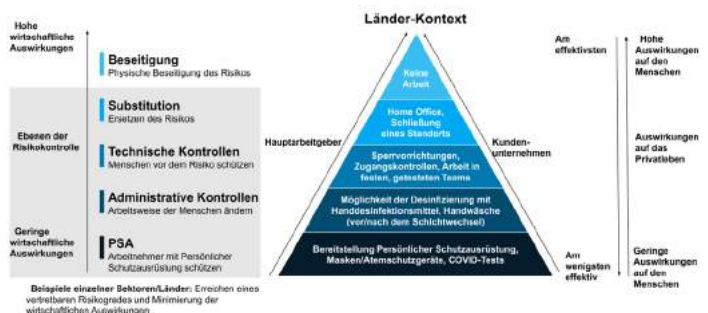 Länder-Kontext
Hohe
wirtschaftliche
Auswirkungen
Beseitigung
Physische Beseitigung des Risikos
Substitution
Ersetzen des Risikos
Ebenen der
Risikokontrolle
Technische Kontrollen
Menschen vor dem Risiko schützen
Administrative Kontrollen
Arbeitsweise der Menschen ändern
Geringe
wirtschaftliche
Auswirkungen
PSA
Arbeitnehmer mit Persönlicher
Schutzausrüstung schützen
Beispiele einzelner Sektoren/Länder: Erreichen eines
vertretbaren Risikogrades und Minimierung der
wirtschaftlichen Auswirkungen
Hauptarbeitgeber
Keine
Arbeit
Home Office,
Schließung
eines Standorts
Sperrvorrichtungen,
Zugangskontrollen, Arbeit in
festen, getesteten Teams
Möglichkeit der Desinfizierung mit
Handdesinfektionsmittel, Handwäsche
(vor/nach dem Schichtwechsel)
Bereitstellung Persönlicher Schutzausrüstung,
Masken/Atemschutzgeräte, COVID-Tests
Kunden-
unternehmen
Am
effektivsten
Am
wenigsten
effektiv
Hohe
Auswirkungen
auf den
Menschen
Auswirkungen
auf das
Privatleben
Geringe
Auswirkungen
auf den
Menschen